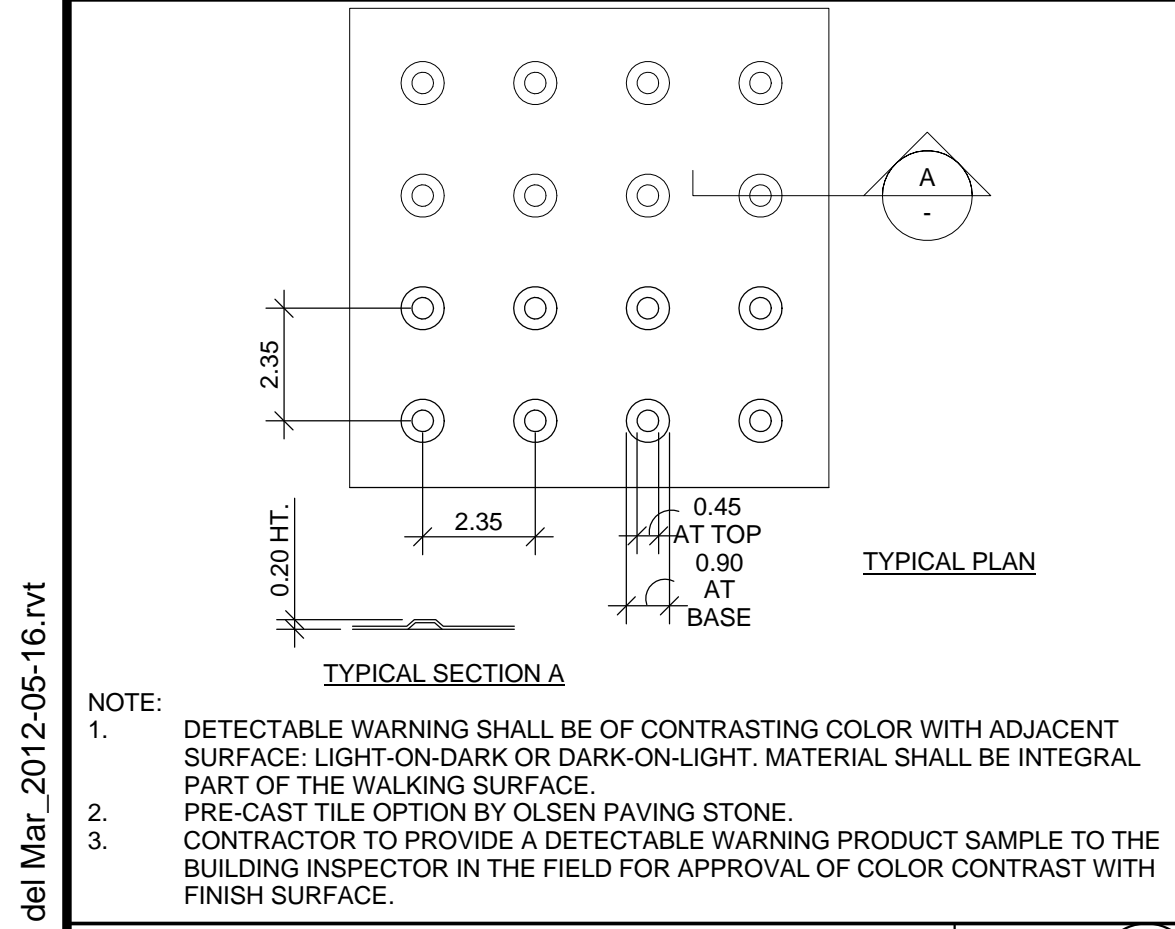 A
-
2.35
2.35
0.45
AT TOP
0.90
AT
BASE
0.20 HT.
TYPICAL PLAN
TYPICAL SECTION A
NOTE:
1. DETECTABLE WARNING SHALL BE OF CONTRASTING COLOR WITH ADJACENT
SURFACE: LIGHT-ON-DARK OR DARK-ON-LIGHT. MATERIAL SHALL BE INTEGRAL
PART OF THE WALKING SURFACE.
2. PRE-CAST TILE OPTION BY OLSEN PAVING STONE.
3. CONTRACTOR TO PROVIDE A DETECTABLE WARNING PRODUCT SAMPLE TO THE
BUILDING INSPECTOR IN THE FIELD FOR APPROVAL OF COLOR CONTRAST WITH
FINISH SURFACE.
del Mar_2012-05-16.rvt